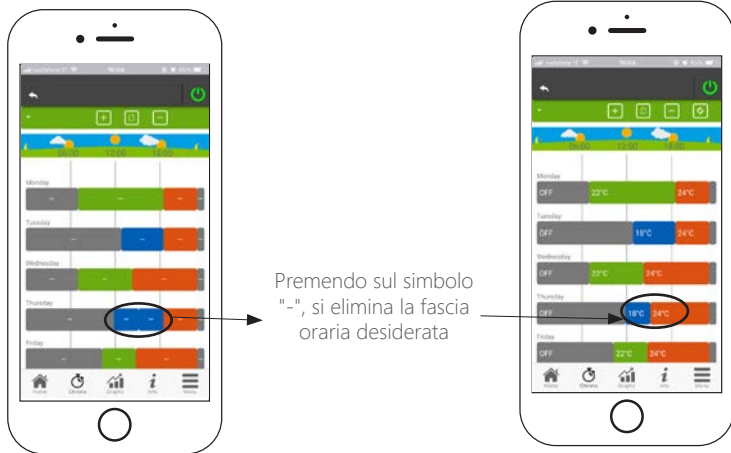 06:00 12:00 18:00
Monday
- - - -
Tuesday
- - -
Wednesday
- - -
Thursday
- - - -
Friday
- - -
Home Chrono Graphs Info Menu
Premendo sul simbolo
"-", si elimina la fascia
oraria desiderata
06:00 12:00 18:00
Monday
OFF 22°C 24°C
Tuesday
OFF 18°C 24°C
Wednesday
OFF 22°C 24°C
Thursday
OFF 18°C 24°C
Friday
OFF 22°C 24°C
Home Chrono Graphs Info Menu